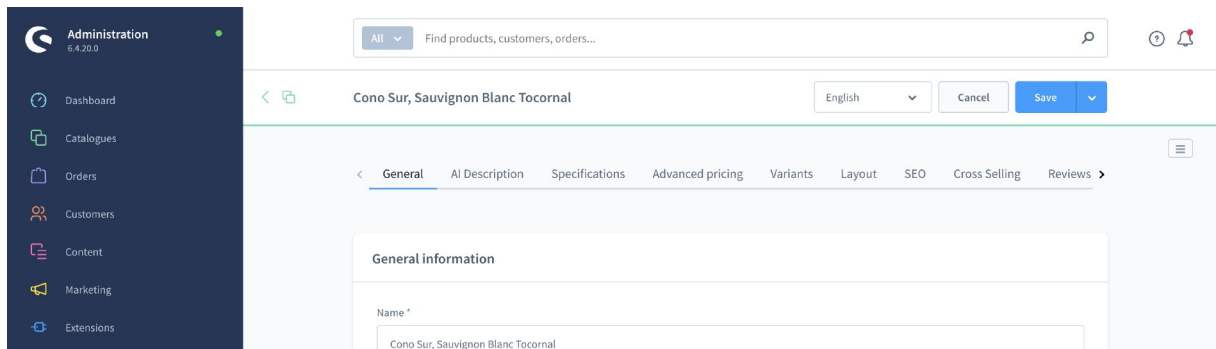 Administration
6.4.20.0
Dashboard
Catalogues
Orders
Customers
Content
Marketing
Extensions
All
Find products, customers, orders...
Cono Sur, Sauvignon Blanc Tocornal
English
Cancel
Save
General AI Description Specifications Advanced pricing Variants Layout SEO Cross Selling Reviews
General information
Name *
Cono Sur, Sauvignon Blanc Tocornal